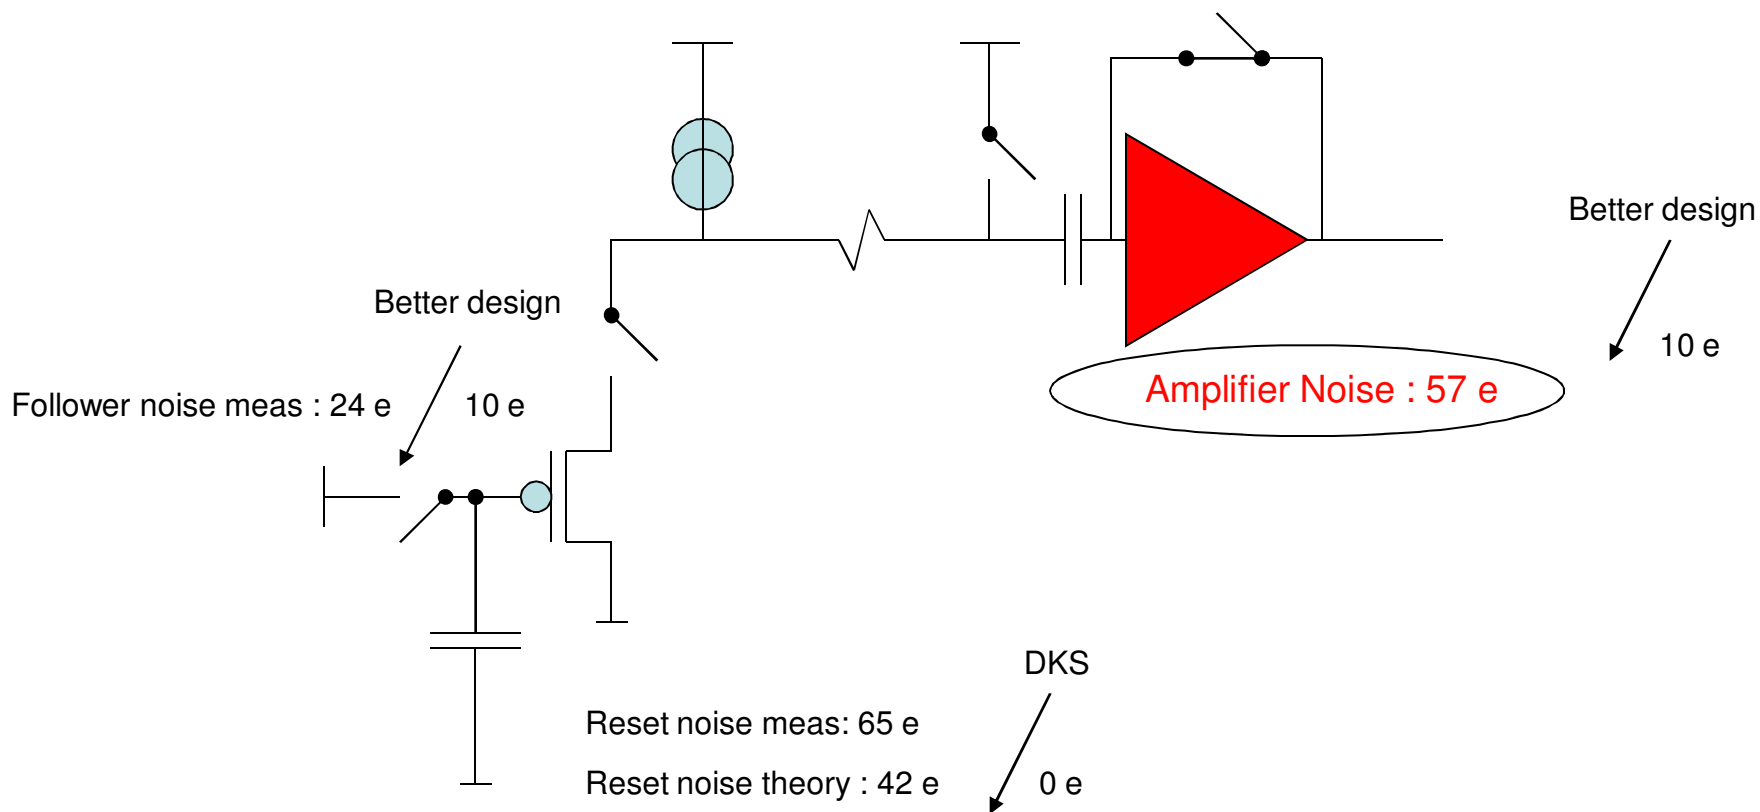 Better design
Better design
10 e
Amplifier Noise : 57 e
Follower noise meas : 24 e
10 e
DKS
Reset noise meas: 65 e
Reset noise theory : 42 e
0 e